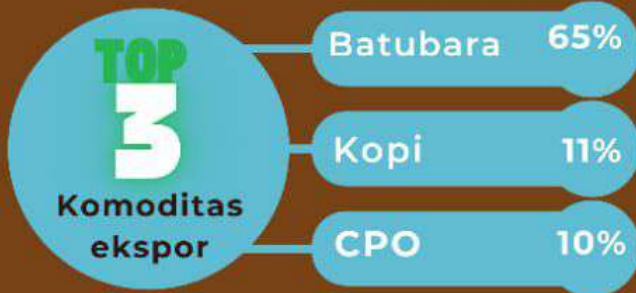 TOP
3
Komoditas
ekspor
Batubara 65%
Kopi 11%
CPO 10%